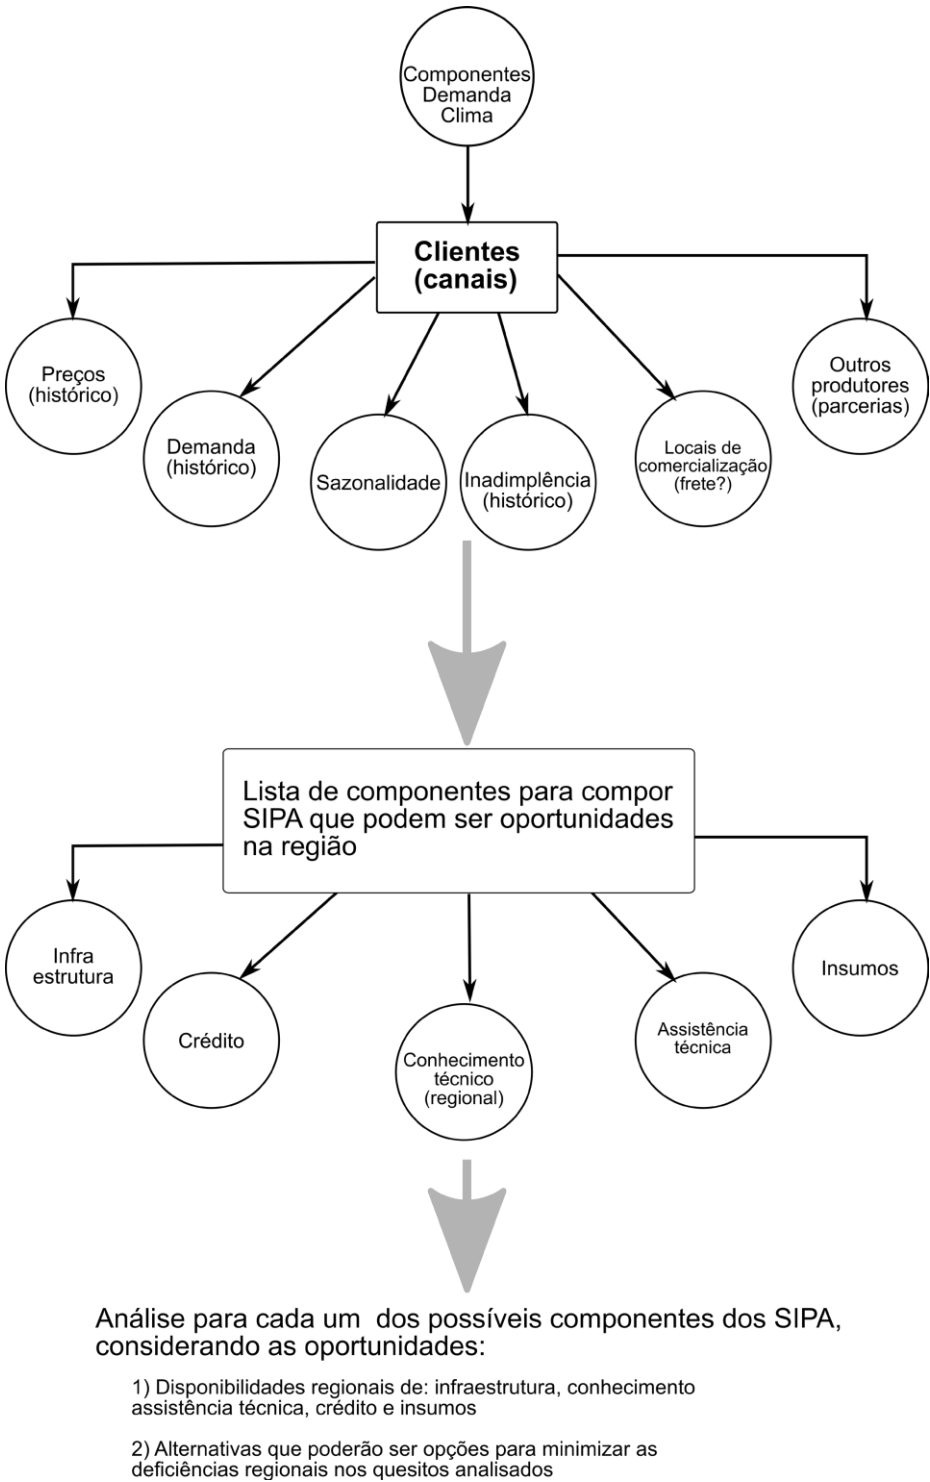 Componentes
Demanda
Clima
Clientes
(canais)
Preços
(histórico)
Demanda
(histórico)
Sazonalidade
Inadimplência
(histórico)
Locais de
comercialização
(frete?)
Outros
produtores
(parcerias)
Lista de componentes para compor
SIPA que podem ser oportunidades
na região
Infra
estrutura
Crédito
Conhecimento
técnico
(regional)
Assistência
técnica
Insumos
Análise para cada um dos possíveis componentes dos SIPA,
considerando as oportunidades:
1) Disponibilidades regionais de: infraestrutura, conhecimento
assistência técnica, crédito e insumos
2) Alternativas que poderão ser opções para minimizar as
deficiências regionais nos quesitos analisados